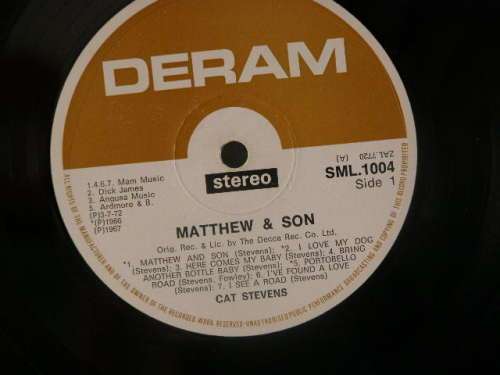 DERAM
1.4.6.7. Mam Music
2. Dick James
3. Anqusa Music
5. Ardmore & B.
(P)3-7-72
*(P)1966
(P)1967
stereo
ZAL.7720 (A)
SML.1004
Side 1
MATTHEW & SON
Orig. Rec. & Lic. by The Decca Rec. Co. Ltd.
*1. MATTHEW AND SON (Stevens): *2. I LOVE MY DOG
(Stevens): 3. HERE COMES MY BABY (Stevens): 4. BRING
ANOTHER BOTTLE BABY (Stevens): *5. PORTOBELLO
ROAD (Stevens, Fowley): 6. I'VE FOUND A LOVE
(Stevens): 7. I SEE A ROAD (Stevens)
CAT STEVENS
ALL RIGHTS OF THE MANUFACTURER AND OF THE OWNER OF THE RECORDED WORK RESERVED-UNAUTHORISED PUBLIC PERFORMANCE BROADCASTING AND COPYING OF THIS RECORD PROHIBITED